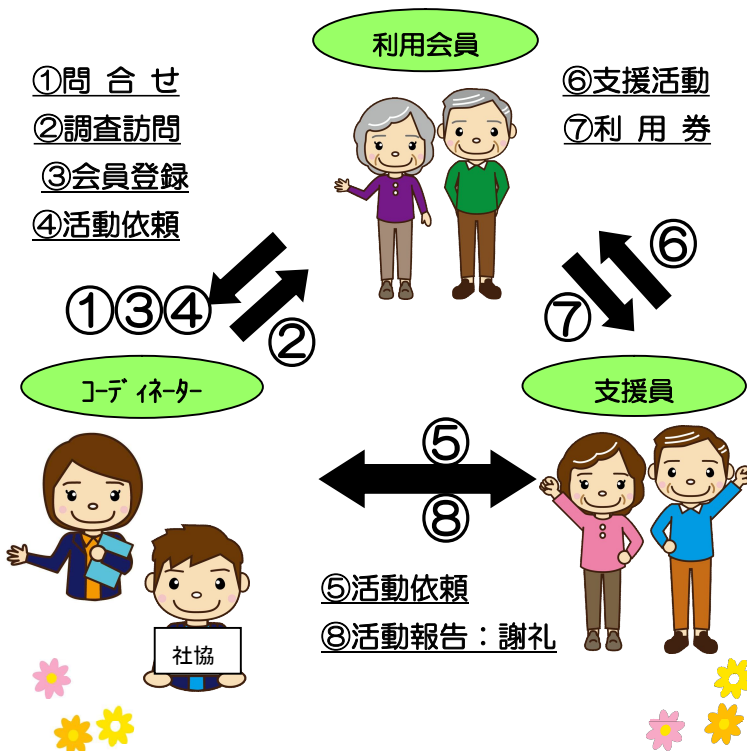 利用会員
①問合せ
②調査訪問
③会員登録
④活動依頼
⑥支援活動
⑦利用券
①③④
②
⑥
⑦
ｺｰﾃﾞｨﾈｰﾀｰ
支援員
⑤
⑧
⑤活動依頼
⑧活動報告：謝礼
社協